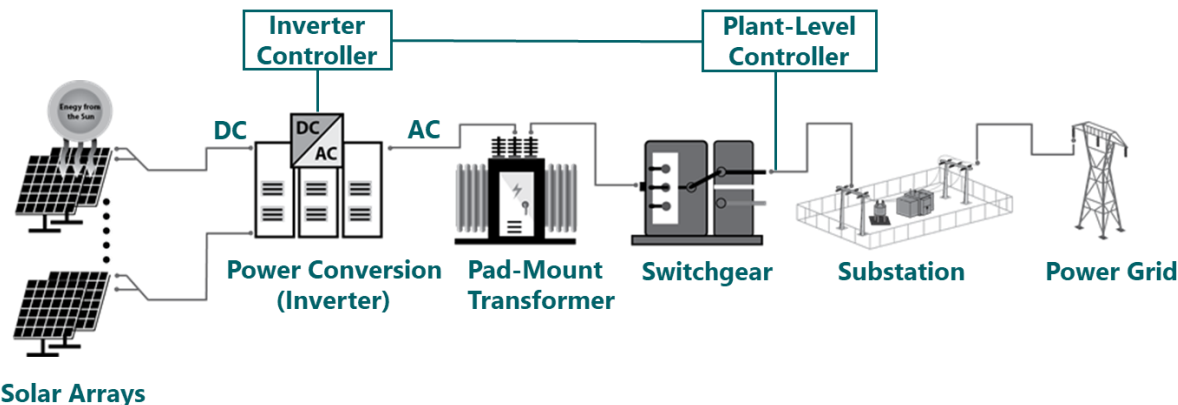 Inverter
Controller
Plant-Level
Controller
Enegy from
the Sun
DC
DC
AC
AC
Power Conversion
(Inverter)
Pad-Mount
Transformer
Switchgear
Substation
Power Grid
Solar Arrays